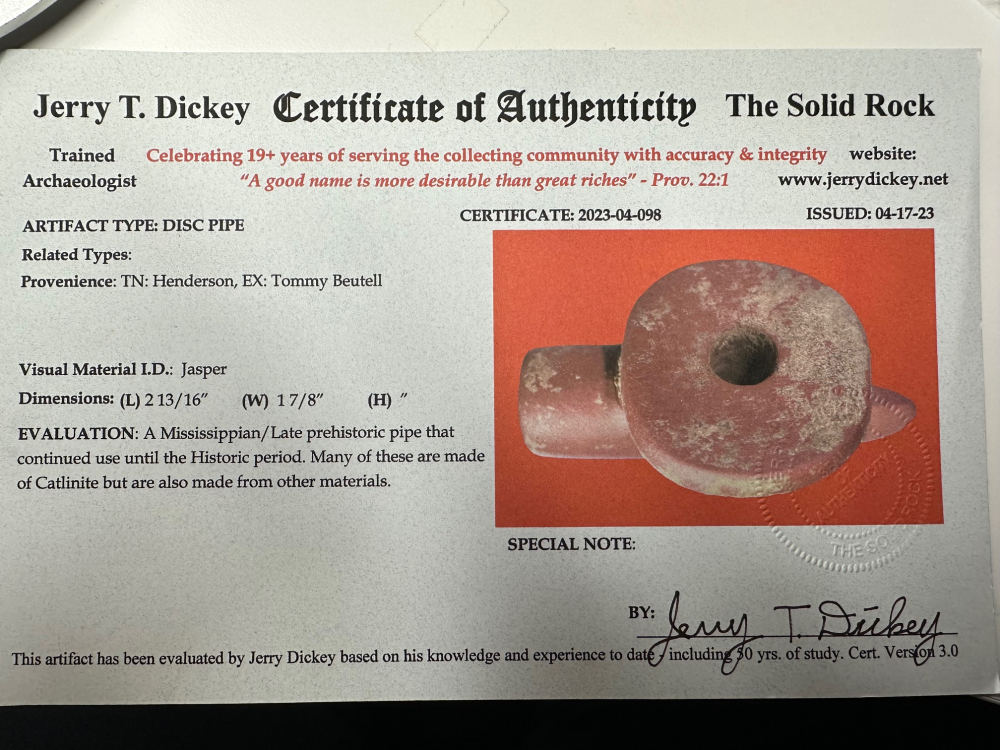 Jerry T. Dickey Certificate of Authenticity The Solid Rock
Trained Celebrating 19+ years of serving the collecting community with accuracy & integrity website:
Archaeologist "A good name is more desirable than great riches" - Prov. 22:1 www.jerrydickey.net
CERTIFICATE: 2023-04-098 ISSUED: 04-17-23
ARTIFACT TYPE: DISC PIPE
Related Types:
Provenience: TN: Henderson, EX: Tommy Beutell
Visual Material I.D.: Jasper
Dimensions: (L) 2 13/16″ (W) 1 7/8″ (H) ″
EVALUATION: A Mississippian/Late prehistoric pipe that
continued use until the Historic period. Many of these are made
of Catlinite but are also made from other materials.
OF
AUTHENTICITY
THE SO ROCK
SPECIAL NOTE:
BY: Jerry T. Dickey
This artifact has been evaluated by Jerry Dickey based on his knowledge and experience to date - including 30 yrs. of study. Cert. Version 3.0